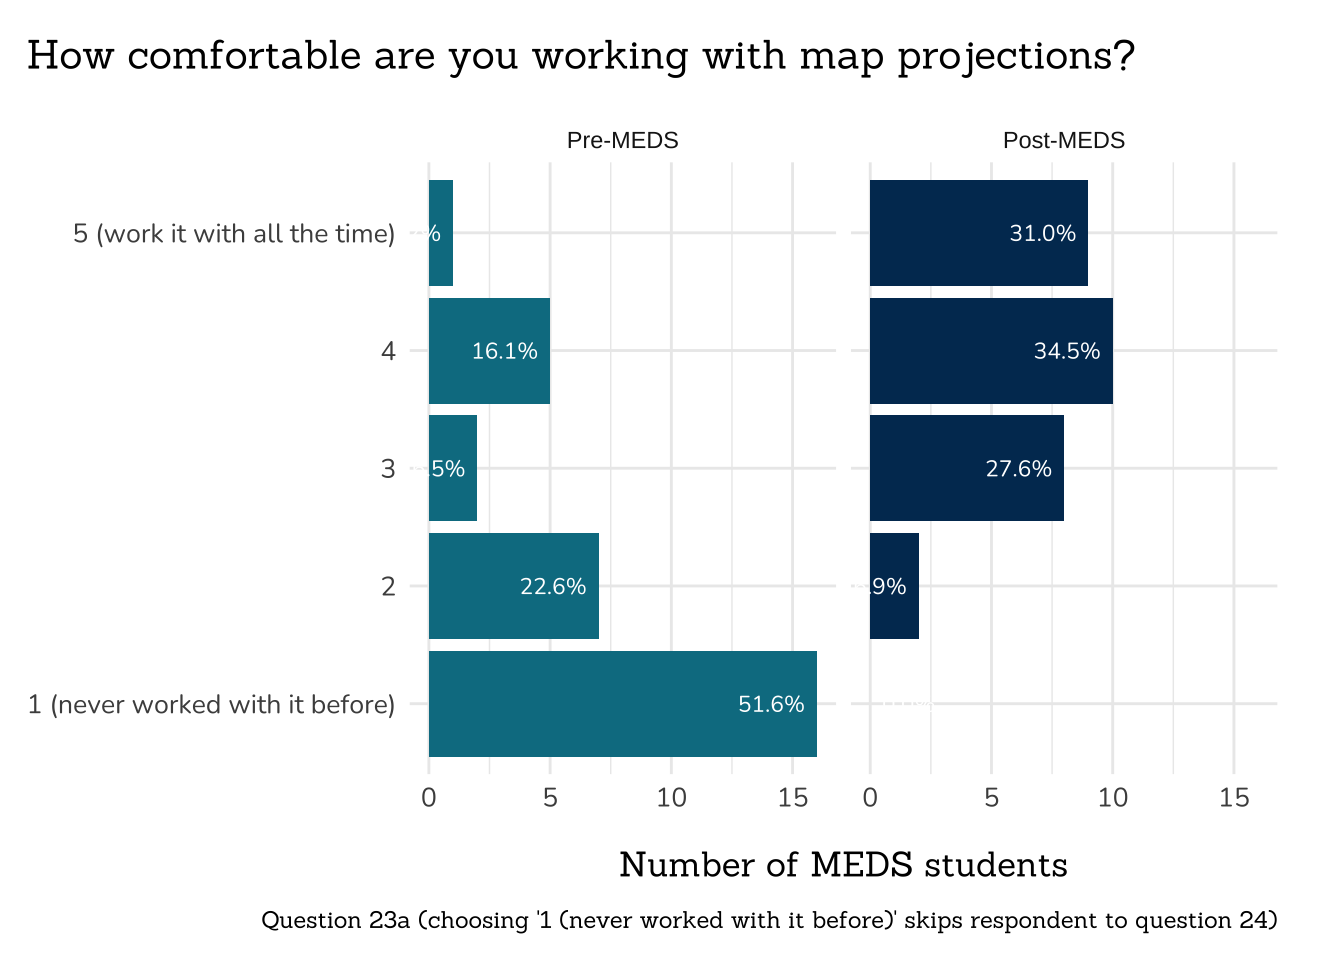 How comfortable are you working with map projections?
Pre-MEDS
Post-MEDS
5 (work it with all the time)
%
31.0%
4
16.1%
34.5%
3
.5%
27.6%
2
22.6%
.9%
1 (never worked with it before)
51.6%
0 5 10 15
0 5 10 15
Number of MEDS students
Question 23a (choosing '1 (never worked with it before)' skips respondent to question 24)